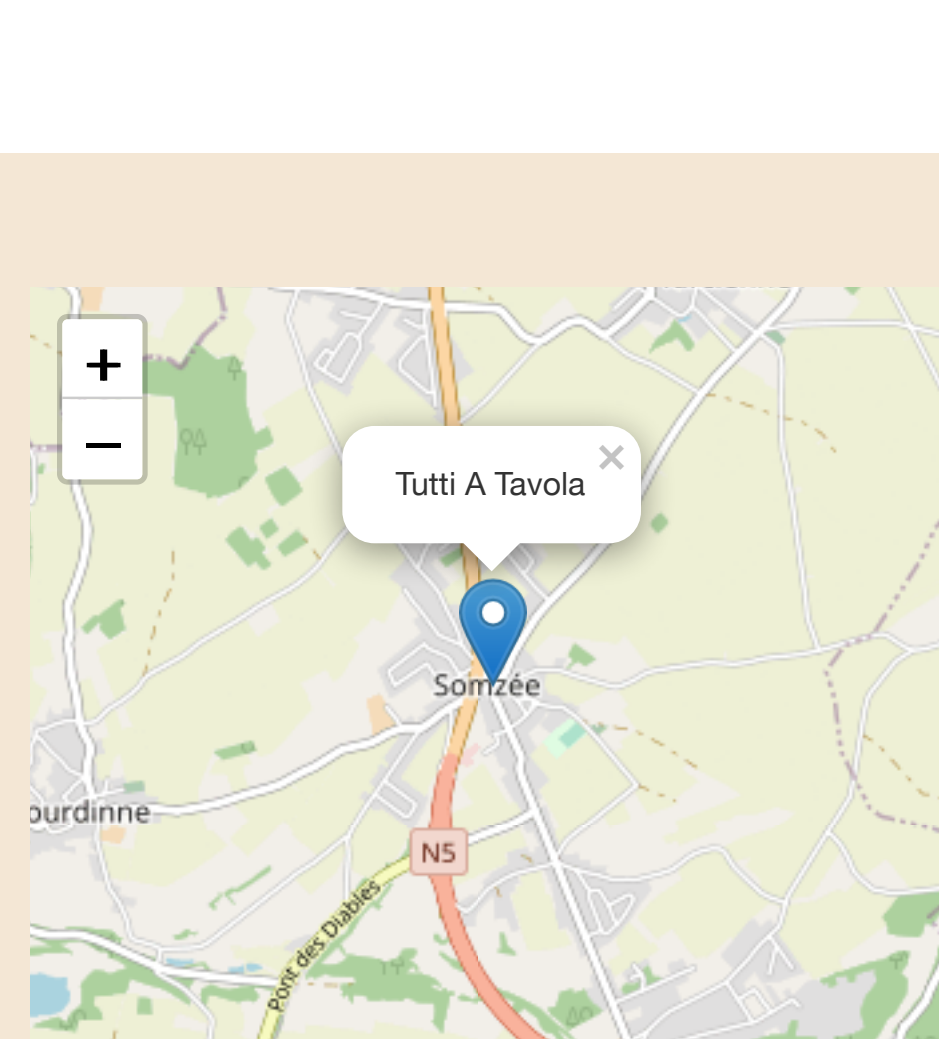 +
Tutti A Tavola
×
−
Somzée
ourdinne
N5
Pont des Diables